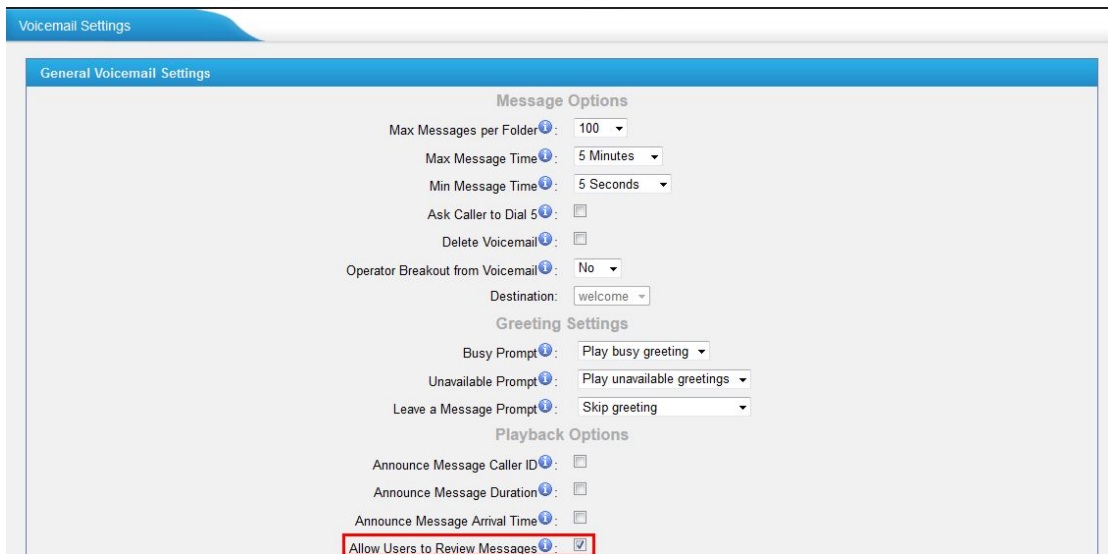 Voicemail Settings
General Voicemail Settings
Message Options
Max Messages per Folder i : 100
Max Message Time i : 5 Minutes
Min Message Time i : 5 Seconds
Ask Caller to Dial 5 i :
Delete Voicemail i :
Operator Breakout from Voicemail i : No
Destination: welcome
Greeting Settings
Busy Prompt i : Play busy greeting
Unavailable Prompt i : Play unavailable greetings
Leave a Message Prompt i : Skip greeting
Playback Options
Announce Message Caller ID i :
Announce Message Duration i :
Announce Message Arrival Time i :
Allow Users to Review Messages i :